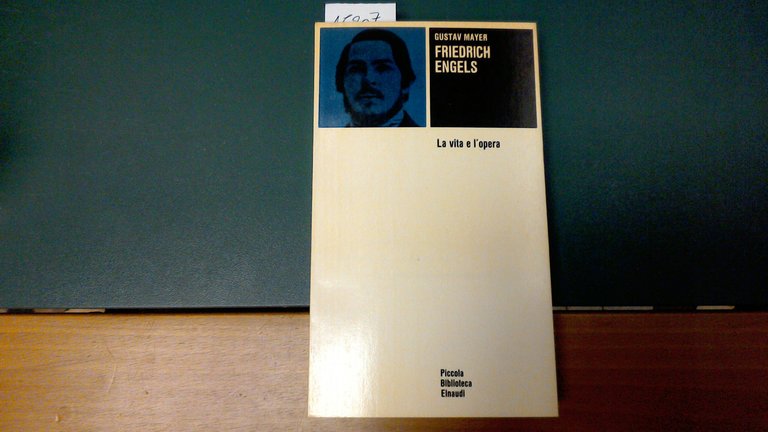 GUSTAV MAYER
FRIEDRICH
ENGELS
La vita e l'opera
Piccola
Biblioteca
Einaudi